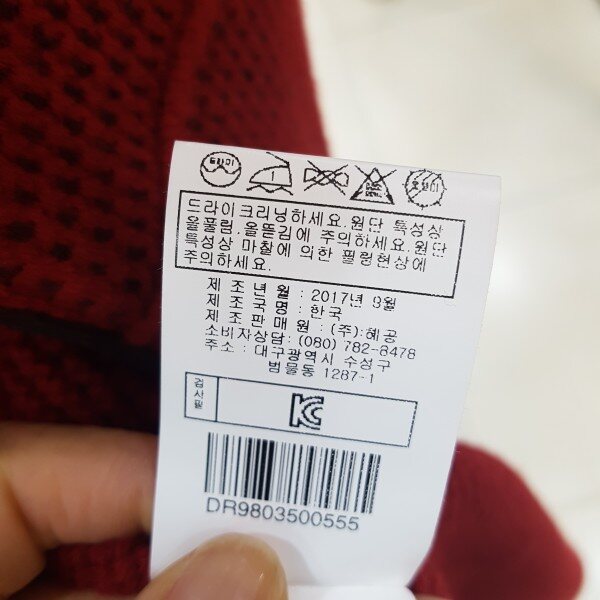 드라이
드라이크리닝하세요.원단 특성상
올풀림,올뜯김에 주의하세요.원단
특성상 마찰에 의한 필링현상에
주의하세요.
제 조 년 월 : 2017년 9월
제 조 국 명 : 한국
제 조 판 매 원 : (주):혜공
소비자상담: (080) 782-8478
주소 : 대구광역시 수성구
범물동 1287-1
검사필
KC
DR9803500555